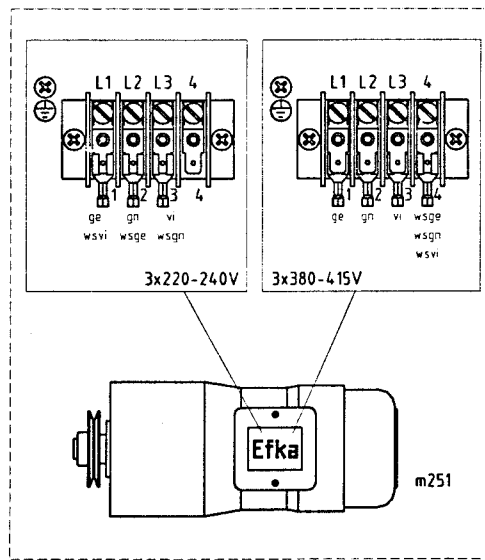 L1 L2 L3 4
1 2 3 4
ge gn vi
wsvi wsge wsgn
3x220-240V
L1 L2 L3 4
1 2 3 4
ge gn vi wsge
wsgn
wsvi
3x380-415V
Efka
m251